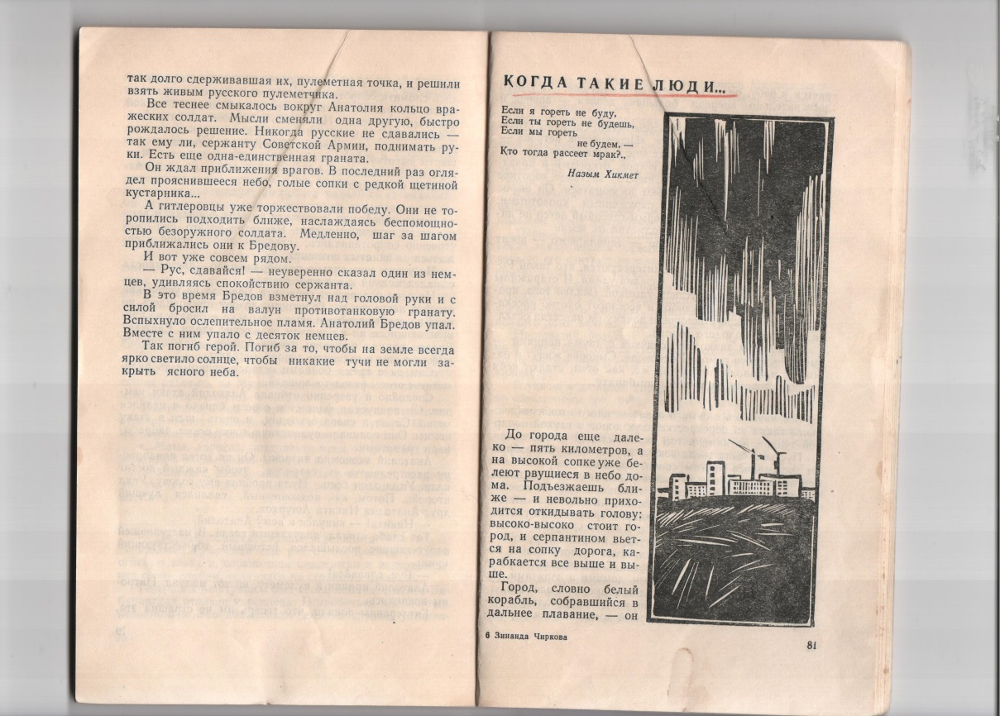 так долго сдерживавшая их, пулеметная точка, и решили
взять живым русского пулеметчика.
Все теснее смыкалось вокруг Анатолия кольцо вра-
жеских солдат. Мысли сменяли одна другую, быстро
рождалось решение. Никогда русские не сдавались —
так ему ли, сержанту Советской Армии, поднимать ру-
ки. Есть еще одна-единственная граната.
Он ждал приближения врагов. В последний раз огля-
дел прояснившееся небо, голые сопки с редкой щетиной
кустарника...
А гитлеровцы уже торжествовали победу. Они не то-
ропились подходить ближе, наслаждаясь беспомощно-
стью безоружного солдата. Медленно, шаг за шагом
приближались они к Бредову.
И вот уже совсем рядом.
— Рус, сдавайся! — неуверенно сказал один из нем-
цев, удивляясь спокойствию сержанта.
В это время Бредов взметнул над головой руки и с
силой бросил на валун противотанковую гранату.
Вспыхнуло ослепительное пламя. Анатолий Бредов упал.
Вместе с ним упало с десяток немцев.
Так погиб герой. Погиб за то, чтобы на земле всегда
ярко светило солнце, чтобы никакие тучи не могли за-
крыть ясного неба.
КОГДА ТАКИЕ ЛЮДИ...
Если я гореть не буду,
Если ты гореть не будешь,
Если мы гореть
не будем, —
Кто тогда рассеет мрак?..
Назым Хикмет
До города еще дале-
ко — пять километров, а
на высокой сопке уже бе-
леют рвущиеся в небо до-
ма. Подъезжаешь бли-
же — и невольно прихо-
дится откидывать голову:
высоко-высоко стоит го-
род, и серпантином вьет-
ся на сопку дорога, ка-
рабкается все выше и вы-
ше.
Город, словно белый
корабль, собравшийся в
дальнее плавание, — он
6 Зинаида Чиркова
81